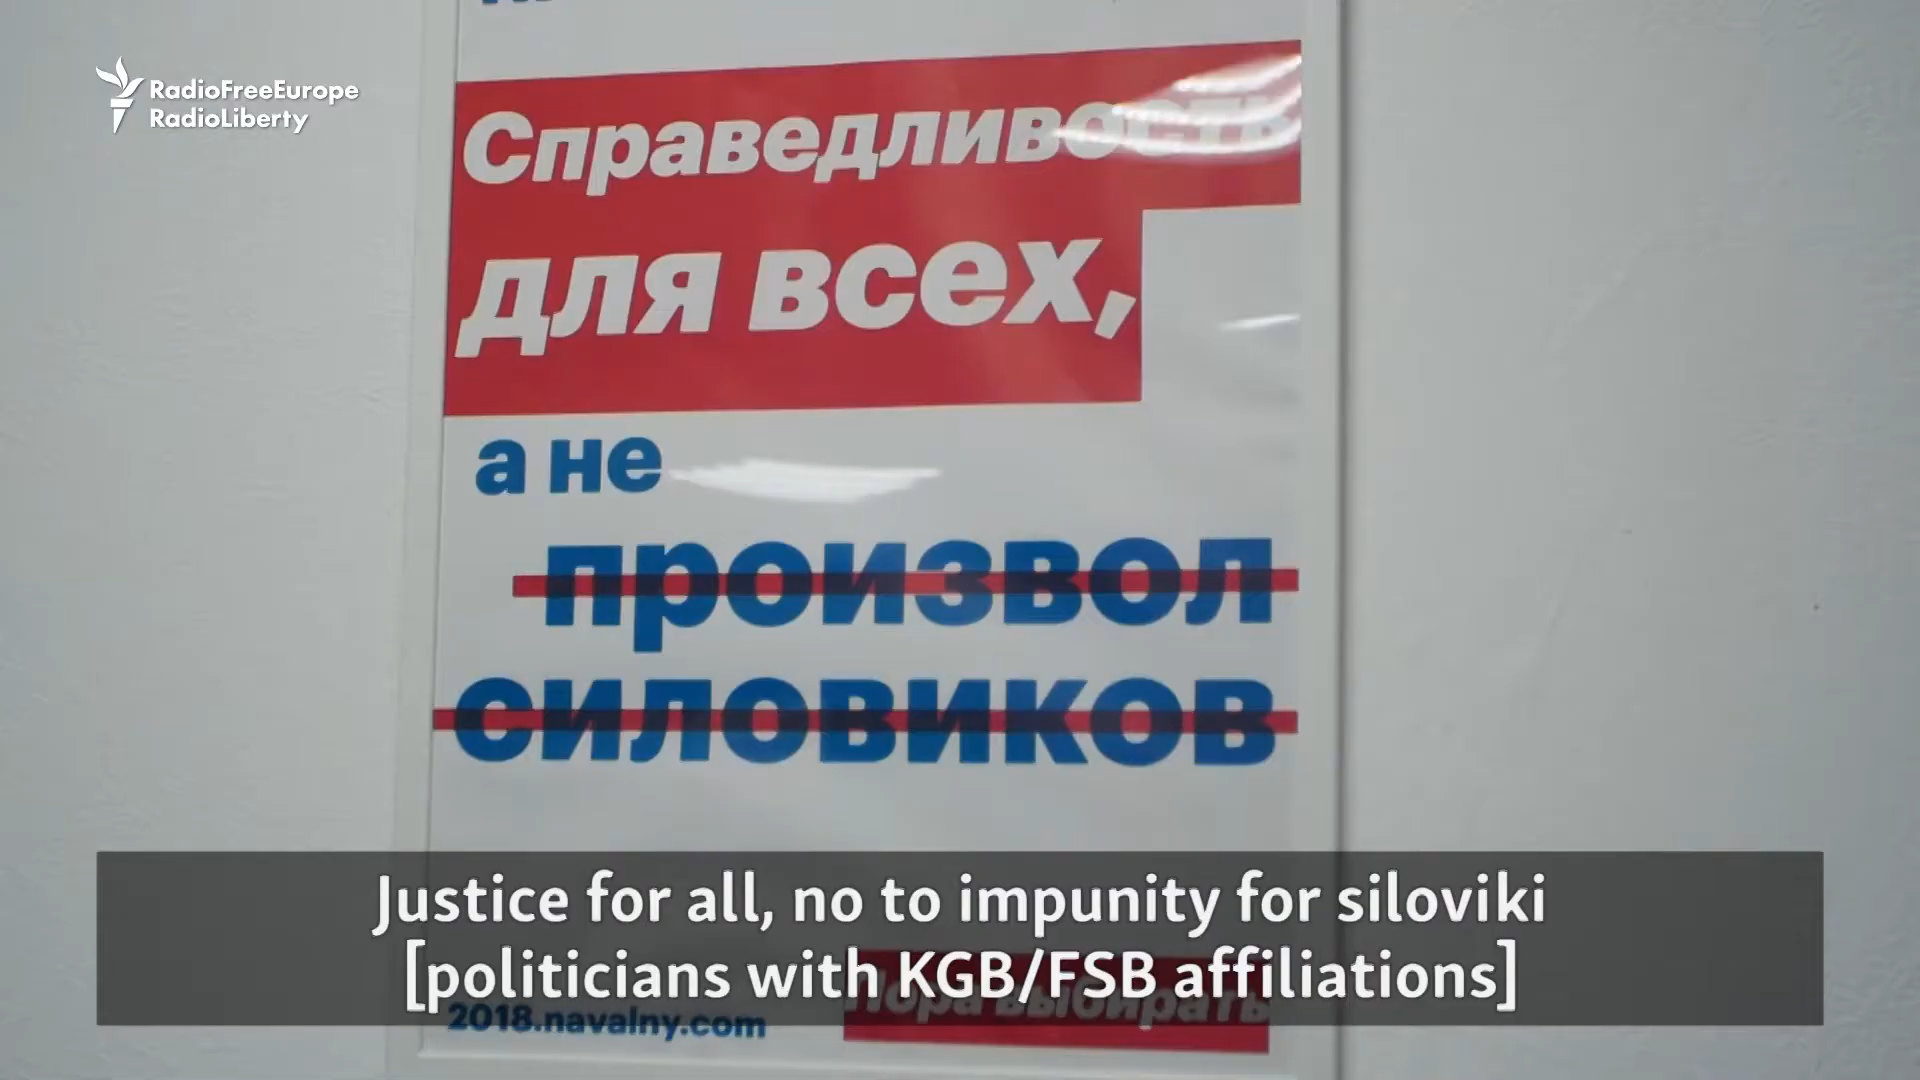 RadioFreeEurope
RadioLiberty
Справедливость
для всех,
а не
произвол
силовиков
Justice for all, no to impunity for siloviki
[politicians with KGB/FSB affiliations]
2018.navalny.com
Пора выбирать